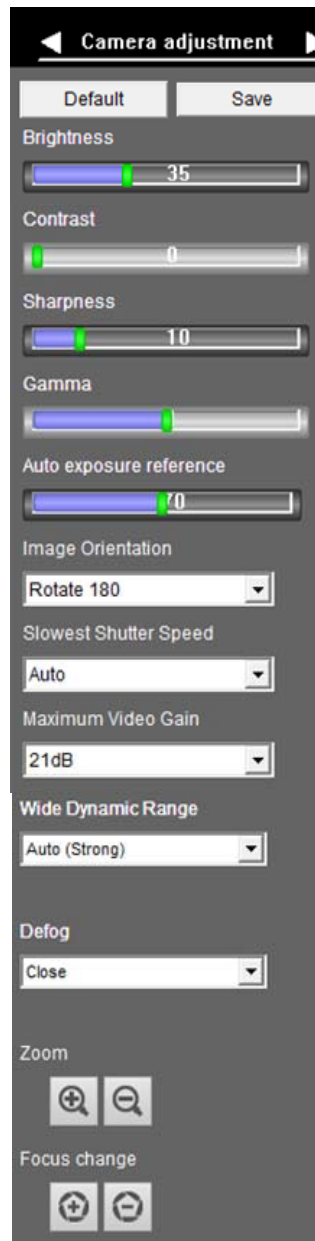 Camera adjustment
Default Save
Brightness
35
Contrast
0
Sharpness
10
Gamma
Auto exposure reference
70
Image Orientation
Rotate 180
Slowest Shutter Speed
Auto
Maximum Video Gain
21dB
Wide Dynamic Range
Auto (Strong)
Defog
Close
Zoom
Focus change